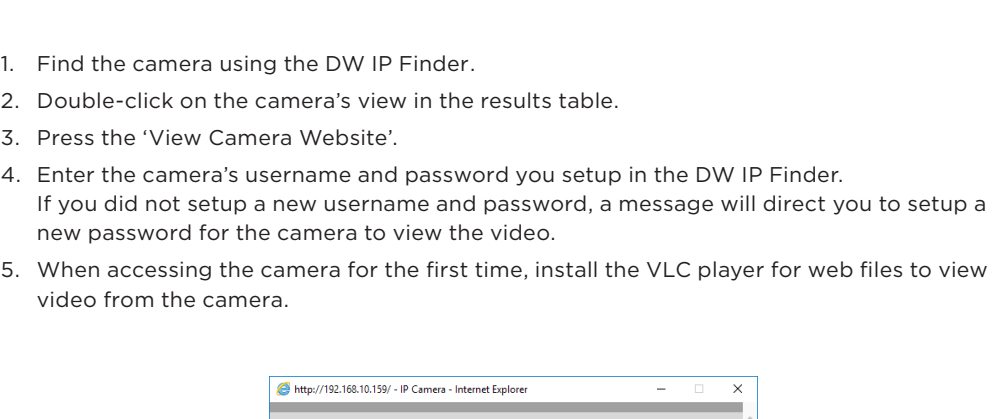 1. Find the camera using the DW IP Finder.
2. Double-click on the camera’s view in the results table.
3. Press the ‘View Camera Website’.
4. Enter the camera’s username and password you setup in the DW IP Finder.
If you did not setup a new username and password, a message will direct you to setup a
new password for the camera to view the video.
5. When accessing the camera for the first time, install the VLC player for web files to view
video from the camera.
http://192.168.10.159/ - IP Camera - Internet Explorer